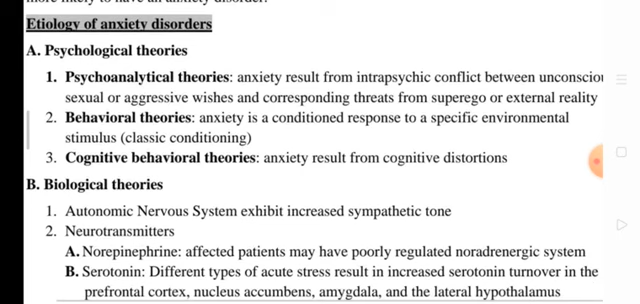 Etiology of anxiety disorders
A. Psychological theories
1. Psychoanalytical theories: anxiety result from intrapsychic conflict between
sexual or aggressive wishes and corresponding threats from superego or external reality
2. Behavioral theories: anxiety is a conditioned response to a specific environmental
stimulus (classic conditioning)
3. Cognitive behavioral theories: anxiety result from cognitive distortions
B. Biological theories
1. Autonomic Nervous System exhibit increased sympathetic tone
2. Neurotransmitters
A. Norepinephrine: affected patients may have poorly regulated noradrenergic system
B. Serotonin: Different types of acute stress result in increased serotonin turnover in the
prefrontal cortex, nucleus accumbens, amygdala, and the lateral hypothalamus